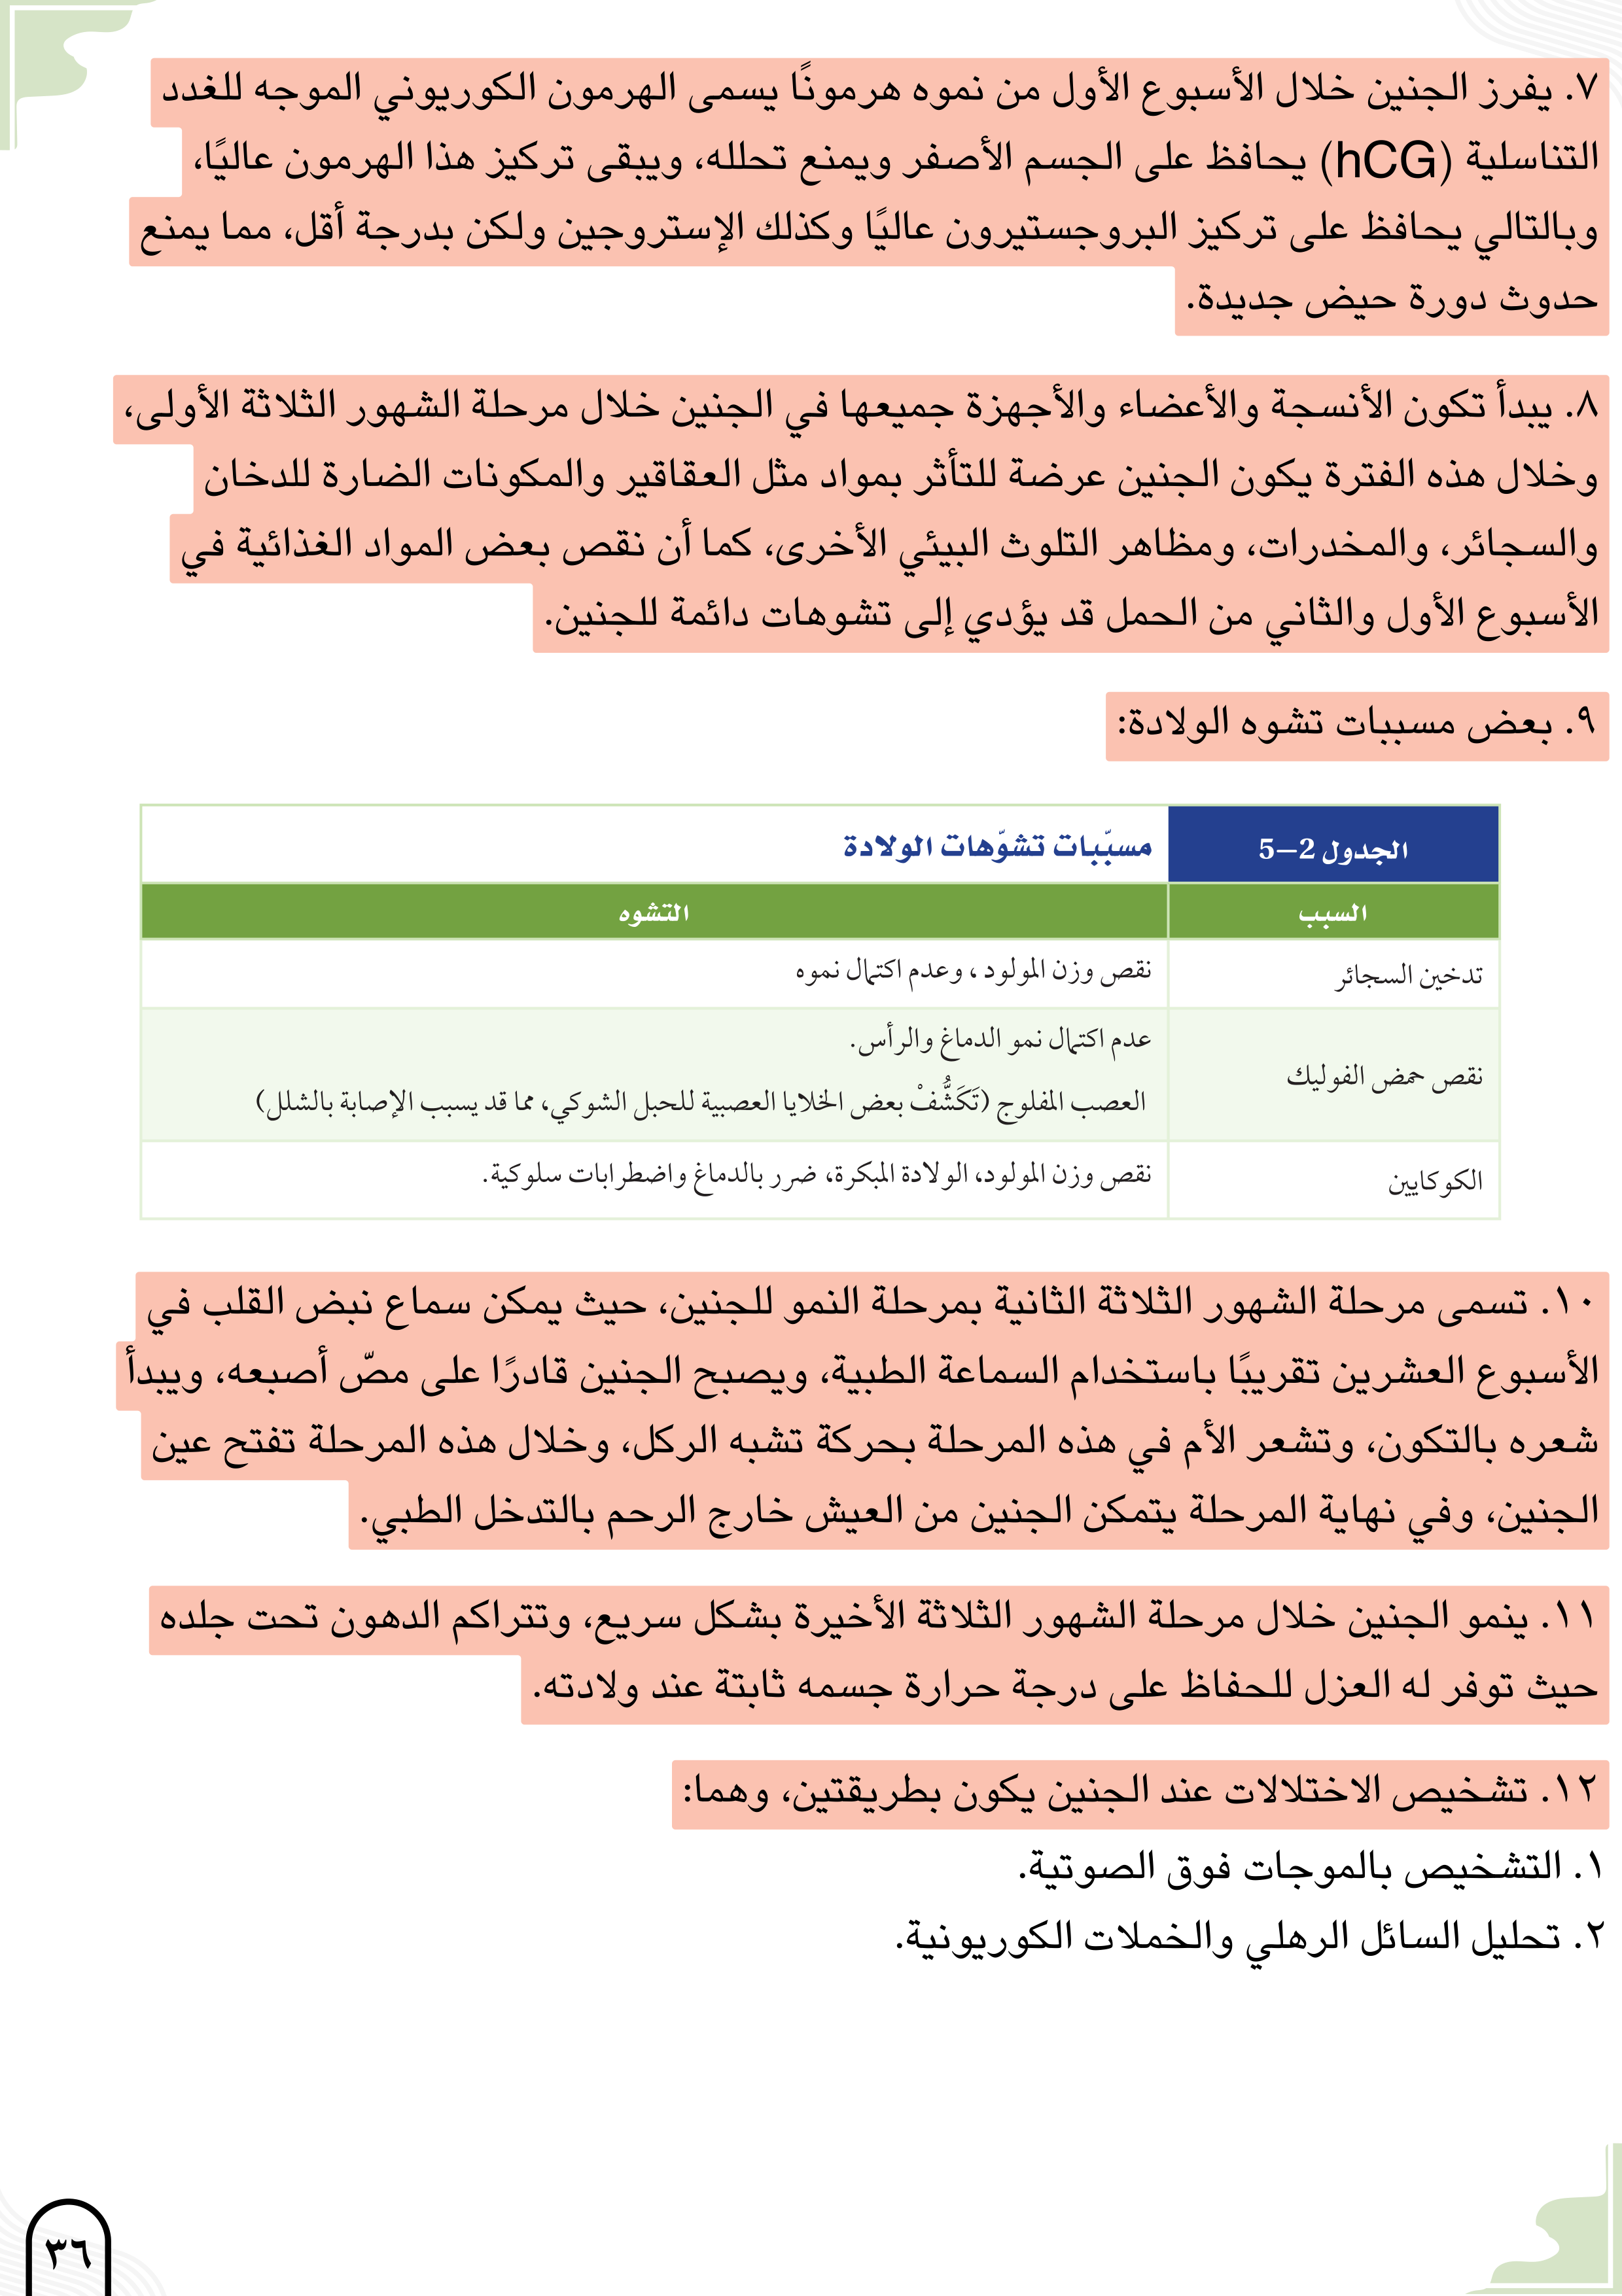 ٧. يفرز الجنين خلال الأسبوع الأول من نموه هرمونًا يسمى الهرمون الكوريوني الموجه للغدد
التناسلية (hCG) يحافظ على الجسم الأصفر ويمنع تحلله، ويبقى تركيز هذا الهرمون عاليًا،
وبالتالي يحافظ على تركيز البروجستيرون عاليًا وكذلك الإستروجين ولكن بدرجة أقل، مما يمنع
حدوث دورة حيض جديدة.
٨. يبدأ تكون الأنسجة والأعضاء والأجهزة جميعها في الجنين خلال مرحلة الشهور الثلاثة الأولى،
وخلال هذه الفترة يكون الجنين عرضة للتأثر بمواد مثل العقاقير والمكونات الضارة للدخان
والسجائر، والمخدرات، ومظاهر التلوث البيئي الأخرى، كما أن نقص بعض المواد الغذائية في
الأسبوع الأول والثاني من الحمل قد يؤدي إلى تشوهات دائمة للجنين.
٩. بعض مسببات تشوه الولادة:
الجدول 2–5 مسبّبات تشوّهات الولادة
السبب التشوه
تدخين السجائر نقص وزن المولود ، وعدم اكتمال نموه
عدم اكتمال نمو الدماغ والرأس.
نقص حمض الفوليك
العصب المفلوج (تَكَشُّفْ بعض الخلايا العصبية للحبل الشوكي، مما قد يسبب الإصابة بالشلل)
الكوكايين نقص وزن المولود، الولادة المبكرة، ضرر بالدماغ واضطرابات سلوكية.
١٠. تسمى مرحلة الشهور الثلاثة الثانية بمرحلة النمو للجنين، حيث يمكن سماع نبض القلب في
الأسبوع العشرين تقريبًا باستخدام السماعة الطبية، ويصبح الجنين قادرًا على مصّ أصبعه، ويبدأ
شعره بالتكون، وتشعر الأم في هذه المرحلة بحركة تشبه الركل، وخلال هذه المرحلة تفتح عين
الجنين، وفي نهاية المرحلة يتمكن الجنين من العيش خارج الرحم بالتدخل الطبي.
١١. ينمو الجنين خلال مرحلة الشهور الثلاثة الأخيرة بشكل سريع، وتتراكم الدهون تحت جلده
حيث توفر له العزل للحفاظ على درجة حرارة جسمه ثابتة عند ولادته.
١٢. تشخيص الاختلالات عند الجنين يكون بطريقتين، وهما:
١. التشخيص بالموجات فوق الصوتية.
٢. تحليل السائل الرهلي والخملات الكوريونية.
٣٦